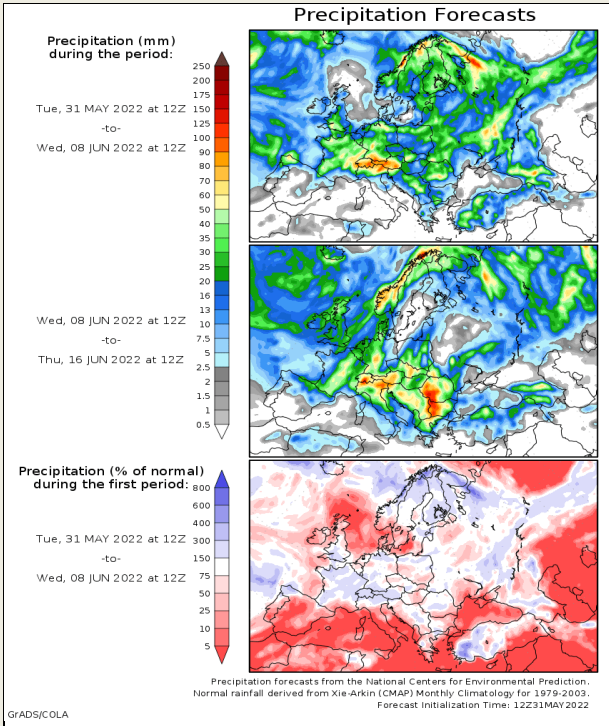 Precipitation Forecasts
Precipitation (mm)
during the period:
250
200
175
150
125
100
90
80
70
60
50
40
35
30
25
20
16
13
10
7.5
5
2.5
2
1.5
1
0.5
Tue, 31 MAY 2022 at 12Z
-to-
Wed, 08 JUN 2022 at 12Z
Wed, 08 JUN 2022 at 12Z
-to-
Thu, 16 JUN 2022 at 12Z
Precipitation (% of normal)
during the first period:
800
600
400
300
150
75
50
25
10
5
Tue, 31 MAY 2022 at 12Z
-to-
Wed, 08 JUN 2022 at 12Z
Precipitation forecasts from the National Centers for Environmental Prediction.
Normal rainfall derived from Xie-Arkin (CMAP) Monthly Climatology for 1979-2003.
Forecast Initialization Time: 12Z31MAY2022
GrADS/COLA